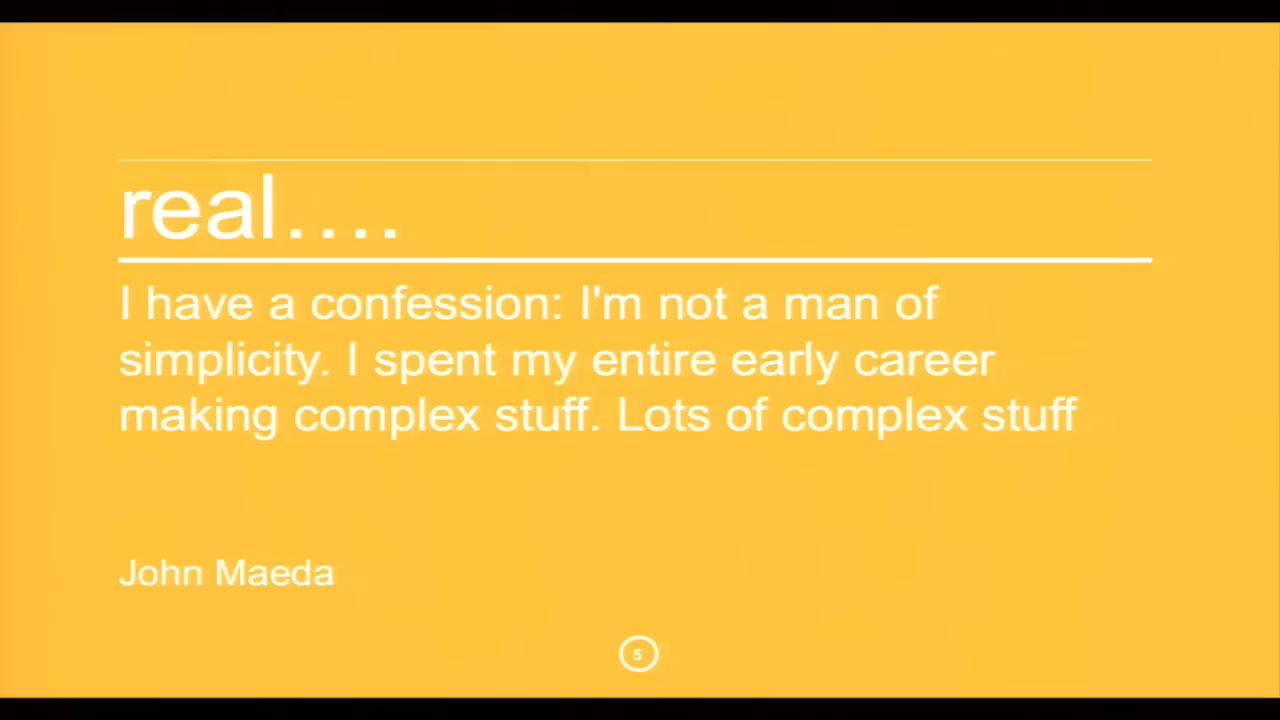 real....
I have a confession: I'm not a man of
simplicity. I spent my entire early career
making complex stuff. Lots of complex stuff
John Maeda
5